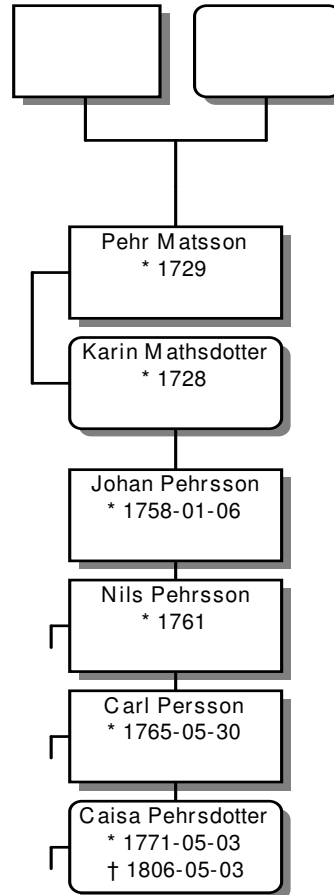 Pehr Matsson
* 1729
Karin Mathsdotter
* 1728
Johan Pehrsson
* 1758-01-06
Nils Pehrsson
* 1761
Carl Persson
* 1765-05-30
Caisa Pehrsdotter
* 1771-05-03
† 1806-05-03